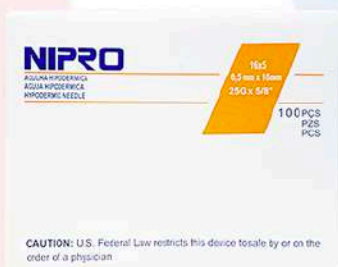 NIPRO
AGULHA HIPODERMICA
AGUJA HIPODERMICA
HYPODERMIC NEEDLE
16x5
0,5 mm x 16mm
25G x 5/8"
100 PÇS
PZS
PCS
CAUTION: U.S. Federal Law restricts this device tosale by or on the
order of a physician